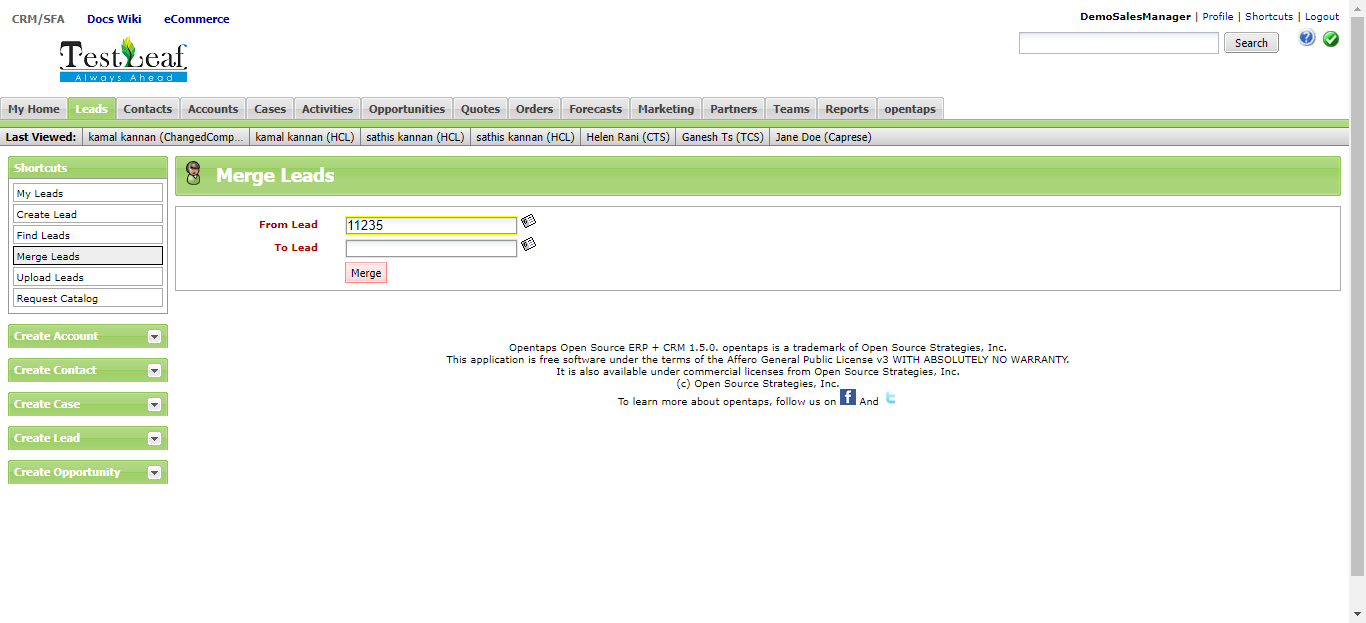 CRM/SFA Docs Wiki eCommerce
DemoSalesManager | Profile | Shortcuts | Logout
Search
TestLeaf
Always Ahead
My Home Leads Contacts Accounts Cases Activities Opportunities Quotes Orders Forecasts Marketing Partners Teams Reports opentaps
Last Viewed: kamal kannan (ChangedComp... kamal kannan (HCL) sathis kannan (HCL) sathis kannan (HCL) Helen Rani (CTS) Ganesh Ts (TCS) Jane Doe (Caprese)
Shortcuts
My Leads
Create Lead
Find Leads
Merge Leads
Upload Leads
Request Catalog
Create Account
Create Contact
Create Case
Create Lead
Create Opportunity
Merge Leads
From Lead 11235
To Lead
Merge
Opentaps Open Source ERP + CRM 1.5.0. opentaps is a trademark of Open Source Strategies, Inc.
This application is free software under the terms of the Affero General Public License v3 WITH ABSOLUTELY NO WARRANTY.
It is also available under commercial licenses from Open Source Strategies, Inc.
(c) Open Source Strategies, Inc.
To learn more about opentaps, follow us on f And t